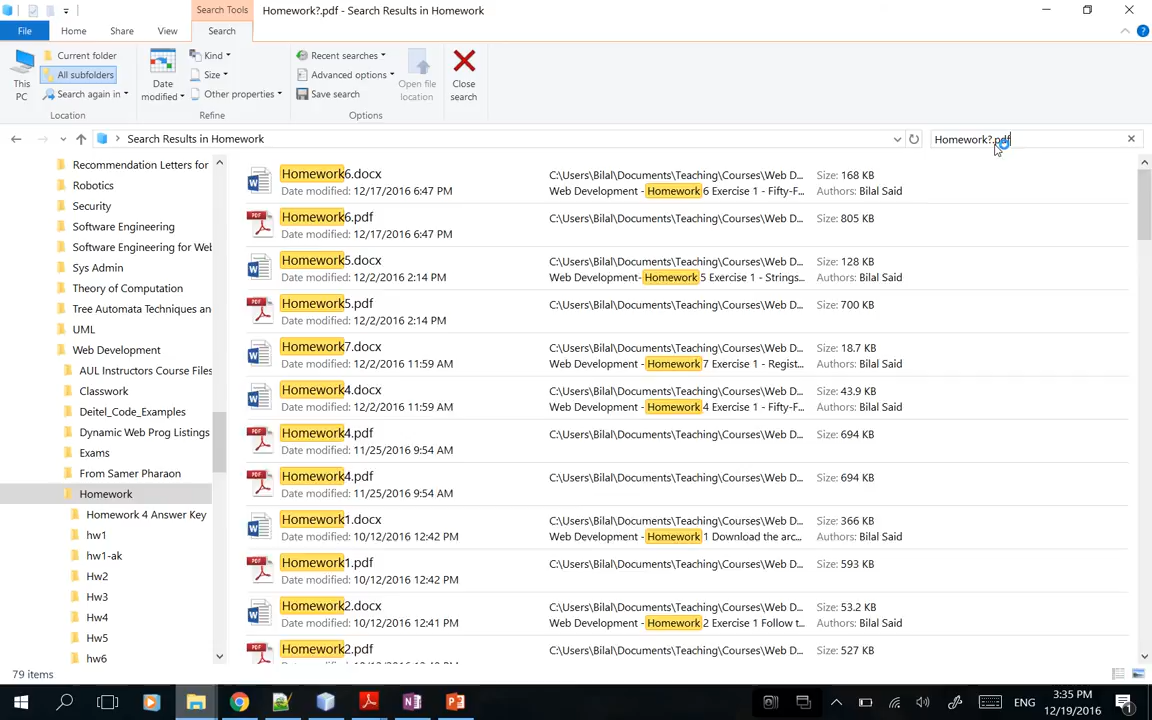 Search Tools
Homework?.pdf - Search Results in Homework
File
Home
Share
View
Search
This PC
Current folder
All subfolders
Search again in
Location
Date modified
Kind
Size
Other properties
Refine
Recent searches
Advanced options
Save search
Open file location
Options
Close search
Search Results in Homework
Homework?.pdf
Recommendation Letters for
Robotics
Security
Software Engineering
Software Engineering for Web
Sys Admin
Theory of Computation
Tree Automata Techniques an
UML
Web Development
AUL Instructors Course Files
Classwork
Deitel_Code_Examples
Dynamic Web Prog Listings
Exams
From Samer Pharaon
Homework
Homework 4 Answer Key
hw1
hw1-ak
Hw2
Hw3
Hw4
Hw5
hw6
Homework6.docx C:\Users\Bilal\Documents\Teaching\Courses\Web D... Size: 168 KB
Date modified: 12/17/2016 6:47 PM Web Development - Homework 6 Exercise 1 - Fifty-F... Authors: Bilal Said
PDF Homework6.pdf C:\Users\Bilal\Documents\Teaching\Courses\Web D... Size: 805 KB
Date modified: 12/17/2016 6:47 PM
Homework5.docx C:\Users\Bilal\Documents\Teaching\Courses\Web D... Size: 128 KB
Date modified: 12/2/2016 2:14 PM Web Development- Homework 5 Exercise 1 - Strings... Authors: Bilal Said
PDF Homework5.pdf C:\Users\Bilal\Documents\Teaching\Courses\Web D... Size: 700 KB
Date modified: 12/2/2016 2:14 PM
Homework7.docx C:\Users\Bilal\Documents\Teaching\Courses\Web D... Size: 18.7 KB
Date modified: 12/2/2016 11:59 AM Web Development - Homework 7 Exercise 1 - Regist... Authors: Bilal Said
Homework4.docx C:\Users\Bilal\Documents\Teaching\Courses\Web D... Size: 43.9 KB
Date modified: 12/2/2016 11:59 AM Web Development - Homework 4 Exercise 1 - Fifty-F... Authors: Bilal Said
PDF Homework4.pdf C:\Users\Bilal\Documents\Teaching\Courses\Web D... Size: 694 KB
Date modified: 11/25/2016 9:54 AM
PDF Homework4.pdf C:\Users\Bilal\Documents\Teaching\Courses\Web D... Size: 694 KB
Date modified: 11/25/2016 9:54 AM
Homework1.docx C:\Users\Bilal\Documents\Teaching\Courses\Web D... Size: 366 KB
Date modified: 10/12/2016 12:42 PM Web Development - Homework 1 Download the arc... Authors: Bilal Said
PDF Homework1.pdf C:\Users\Bilal\Documents\Teaching\Courses\Web D... Size: 593 KB
Date modified: 10/12/2016 12:42 PM
Homework2.docx C:\Users\Bilal\Documents\Teaching\Courses\Web D... Size: 53.2 KB
Date modified: 10/12/2016 12:41 PM Web Development - Homework 2 Exercise 1 Follow t... Authors: Bilal Said
PDF Homework2.pdf C:\Users\Bilal\Documents\Teaching\Courses\Web D... Size: 527 KB
79 items
ENG
3:35 PM
12/19/2016